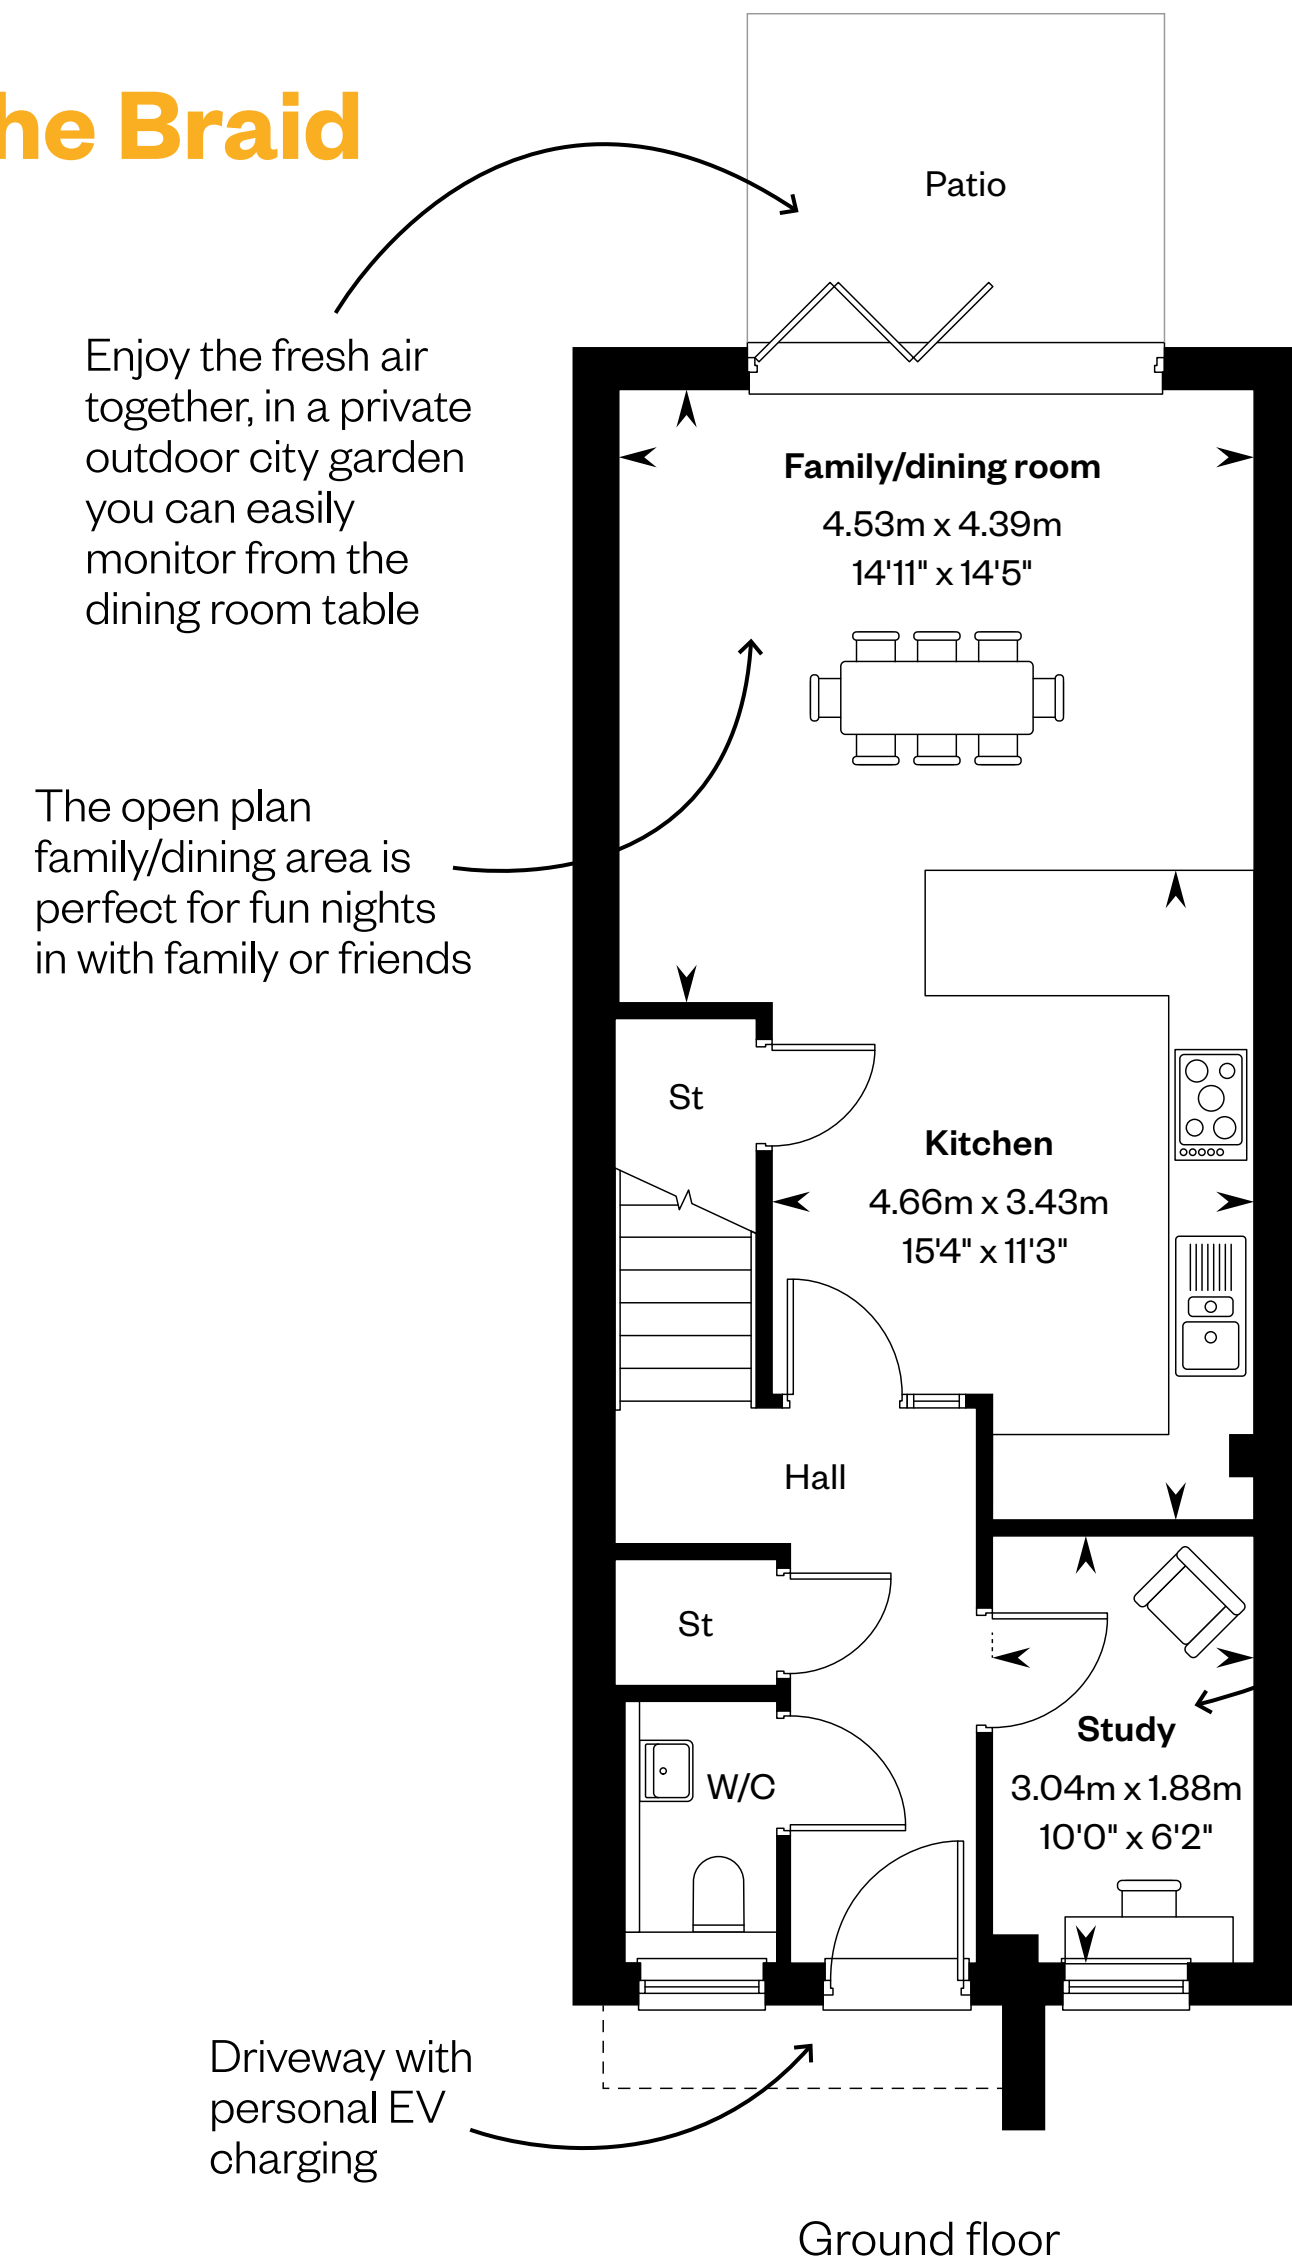 he Braid
Patio
Enjoy the fresh air
together, in a private
outdoor city garden
you can easily
monitor from the
dining room table
Family/dining room
4.53m x 4.39m
14'11" x 14'5"
The open plan
family/dining area is
perfect for fun nights
in with family or friends
St
Kitchen
4.66m x 3.43m
15'4" x 11'3"
Hall
St
Study
3.04m x 1.88m
10'0" x 6'2"
W/C
Driveway with
personal EV
charging
Ground floor